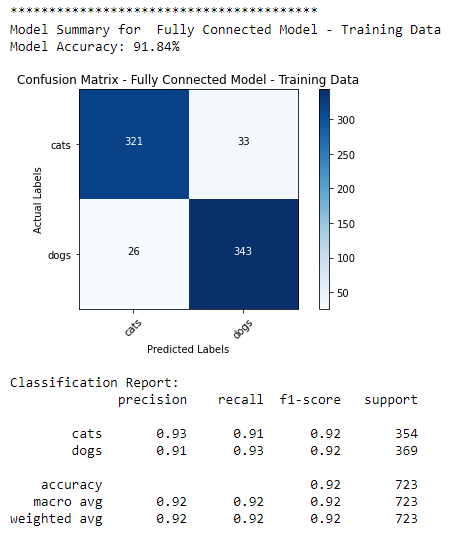 ****************************************
Model Summary for  Fully Connected Model - Training Data
Model Accuracy: 91.84%
Confusion Matrix - Fully Connected Model - Training Data
321 33
26 343
cats
dogs
Actual Labels
cats dogs
Predicted Labels
300
250
200
150
100
50
Classification Report:
precision recall f1-score support
cats 0.93 0.91 0.92 354
dogs 0.91 0.93 0.92 369
accuracy 0.92 723
macro avg 0.92 0.92 0.92 723
weighted avg 0.92 0.92 0.92 723